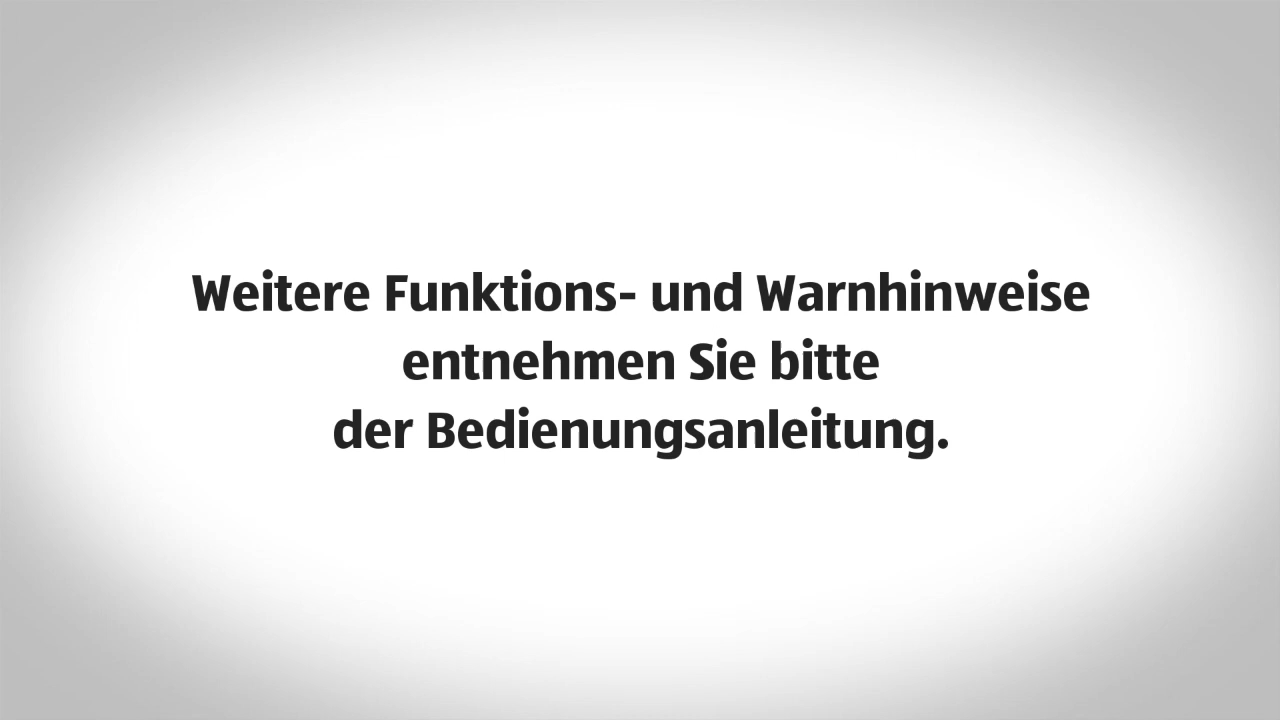 Weitere Funktions- und Warnhinweise
entnehmen Sie bitte
der Bedienungsanleitung.